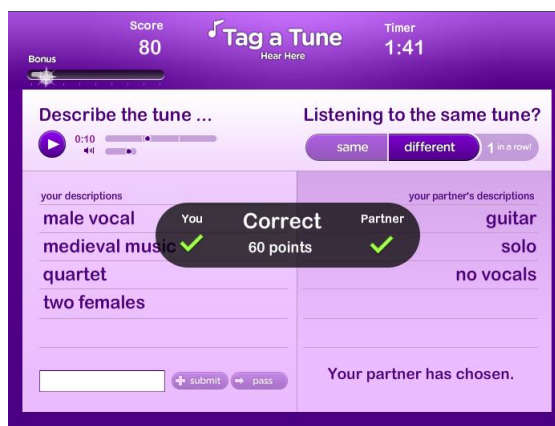 Score
80
Tag a Tune
Hear Here
Timer
1:41
Bonus
Describe the tune ...
0:10
Listening to the same tune?
same different 1 in a row!
your descriptions
male vocal
medieval music
quartet
two females
You Correct Partner
60 points
your partner's descriptions
guitar
solo
no vocals
submit pass
Your partner has chosen.